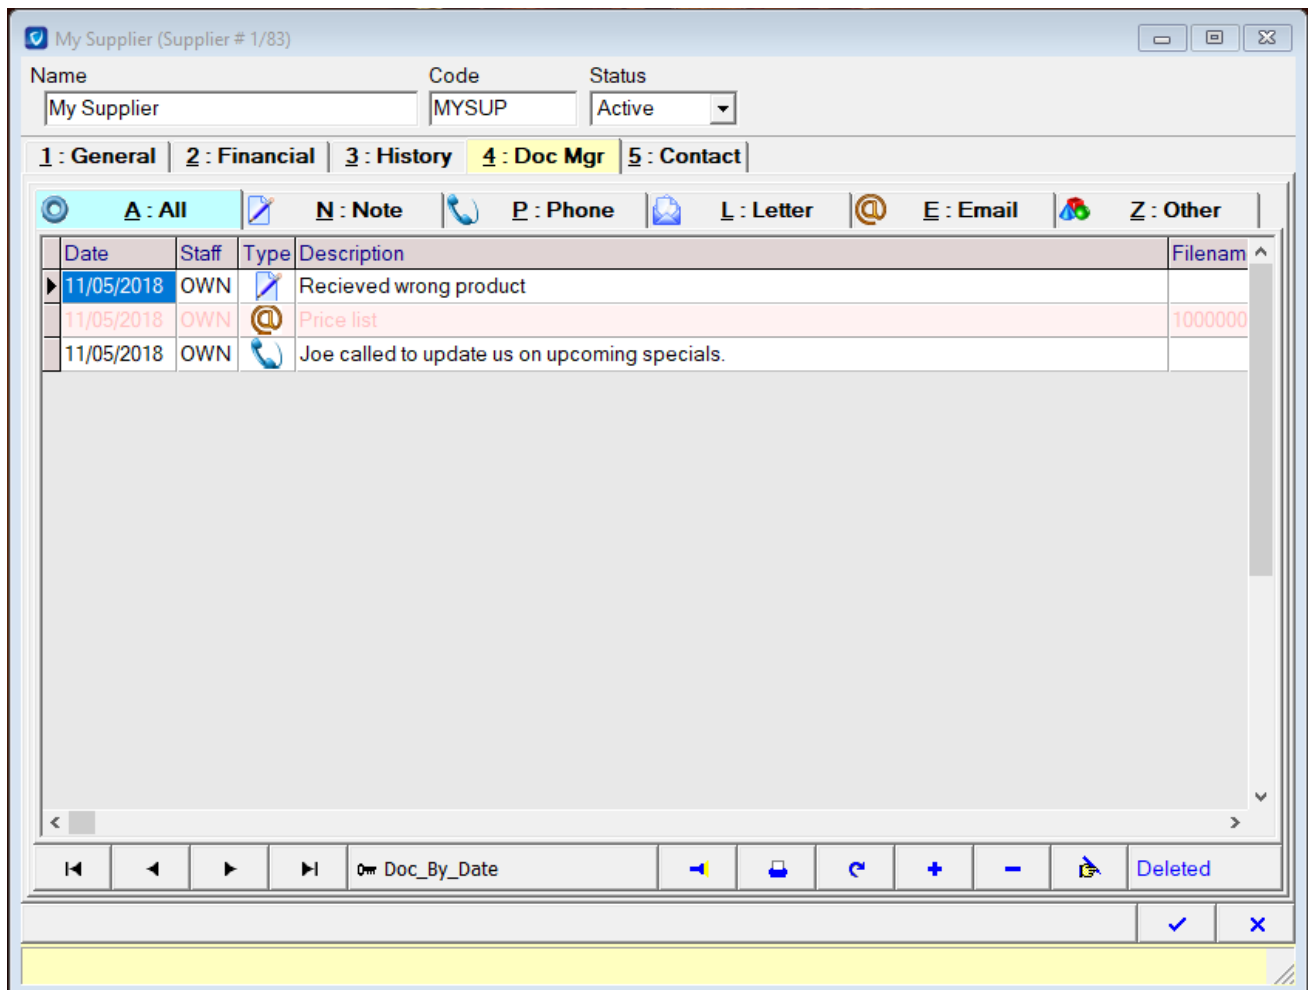 My Supplier (Supplier # 1/83)
Name Code Status
My Supplier MYSUP Active
1 : General 2 : Financial 3 : History 4 : Doc Mgr 5 : Contact
A : All N : Note P : Phone L : Letter E : Email Z : Other
Date Staff Type Description Filenam
11/05/2018 OWN Recieved wrong product
11/05/2018 OWN Price list 1000000
11/05/2018 OWN Joe called to update us on upcoming specials.
Doc_By_Date Deleted